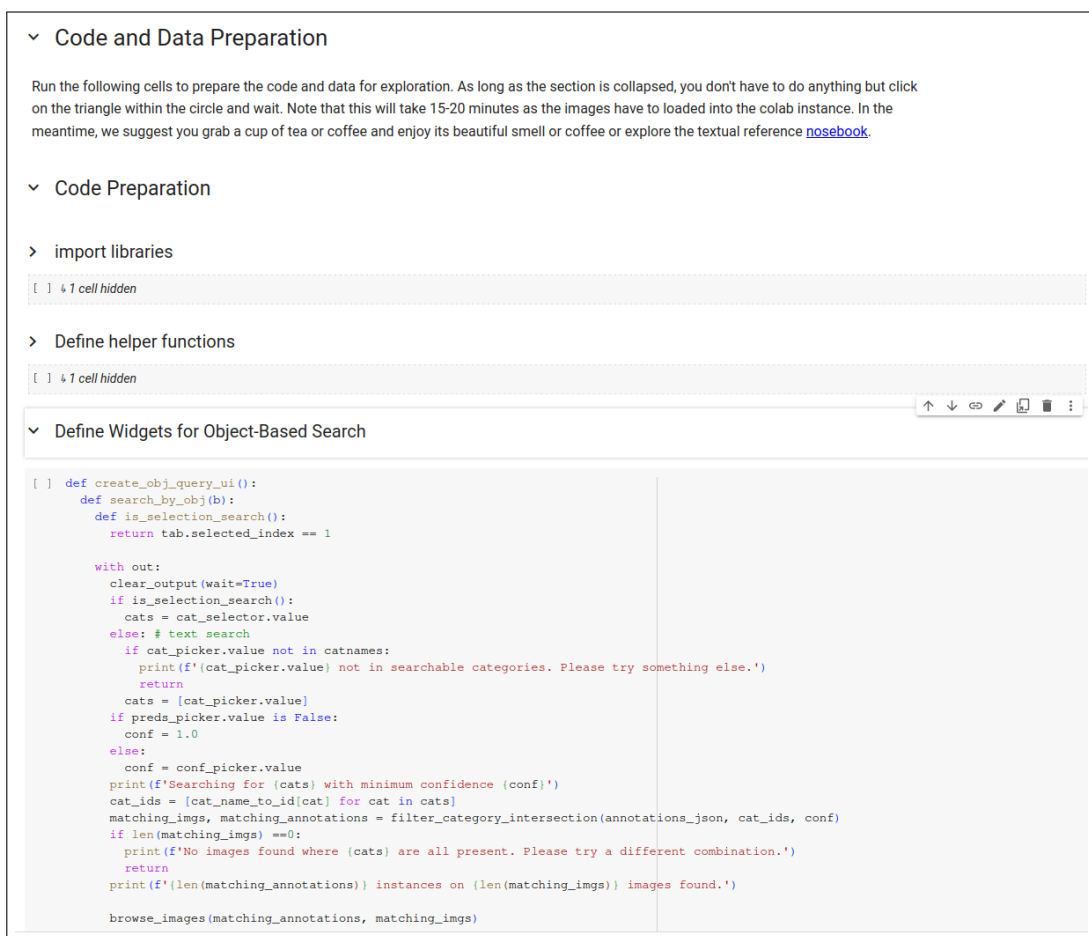 Code and Data Preparation
Run the following cells to prepare the code and data for exploration. As long as the section is collapsed, you don't have to do anything but click
on the triangle within the circle and wait. Note that this will take 15-20 minutes as the images have to loaded into the colab instance. In the
meantime, we suggest you grab a cup of tea or coffee and enjoy its beautiful smell or coffee or explore the textual reference nosebook.
Code Preparation
import libraries
[ ] ↳ 1 cell hidden
Define helper functions
[ ] ↳ 1 cell hidden
Define Widgets for Object-Based Search
[ ] def create_obj_query_ui():
def search_by_obj(b):
def is_selection_search():
return tab.selected_index == 1
with out:
clear_output(wait=True)
if is_selection_search():
cats = cat_selector.value
else: # text search
if cat_picker.value not in catnames:
print(f'{cat_picker.value} not in searchable categories. Please try something else.')
return
cats = [cat_picker.value]
if preds_picker.value is False:
conf = 1.0
else:
conf = conf_picker.value
print(f'Searching for {cats} with minimum confidence {conf}')
cat_ids = [cat_name_to_id[cat] for cat in cats]
matching_imgs, matching_annotations = filter_category_intersection(annotations_json, cat_ids, conf)
if len(matching_imgs) ==0:
print(f'No images found where {cats} are all present. Please try a different combination.')
return
print(f'{len(matching_annotations)} instances on {len(matching_imgs)} images found.')
browse_images(matching_annotations, matching_imgs)